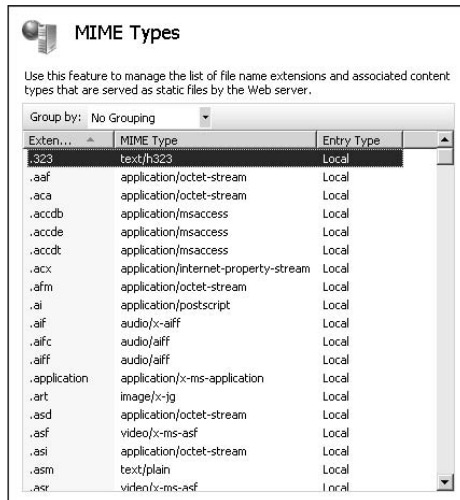 MIME Types
Use this feature to manage the list of file name extensions and associated content
types that are served as static files by the Web server.
Group by: No Grouping
Exten... MIME Type Entry Type
.323 text/h323 Local
.aaf application/octet-stream Local
.aca application/octet-stream Local
.accdb application/msaccess Local
.accde application/msaccess Local
.accdt application/msaccess Local
.acx application/internet-property-stream Local
.afm application/octet-stream Local
.ai application/postscript Local
.aif audio/x-aiff Local
.aifc audio/aiff Local
.aiff audio/aiff Local
.application application/x-ms-application Local
.art image/x-jg Local
.asd application/octet-stream Local
.asf video/x-ms-asf Local
.asi application/octet-stream Local
.asm text/plain Local
.asr video/x-ms-asf Local